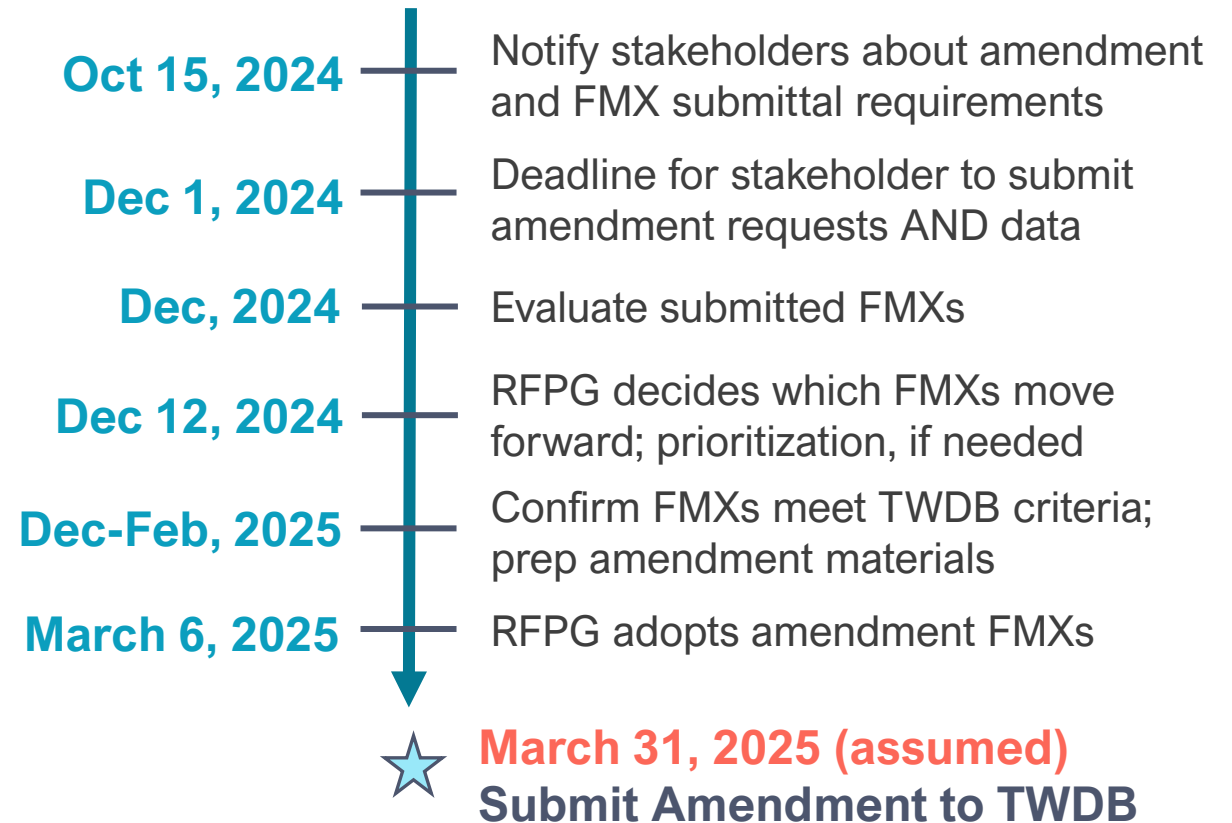 Oct 15, 2024
Notify stakeholders about amendment
and FMX submittal requirements
Dec 1, 2024
Deadline for stakeholder to submit
amendment requests AND data
Dec, 2024
Evaluate submitted FMXs
Dec 12, 2024
RFPG decides which FMXs move
forward; prioritization, if needed
Dec-Feb, 2025
Confirm FMXs meet TWDB criteria;
prep amendment materials
March 6, 2025
RFPG adopts amendment FMXs
March 31, 2025 (assumed)
Submit Amendment to TWDB